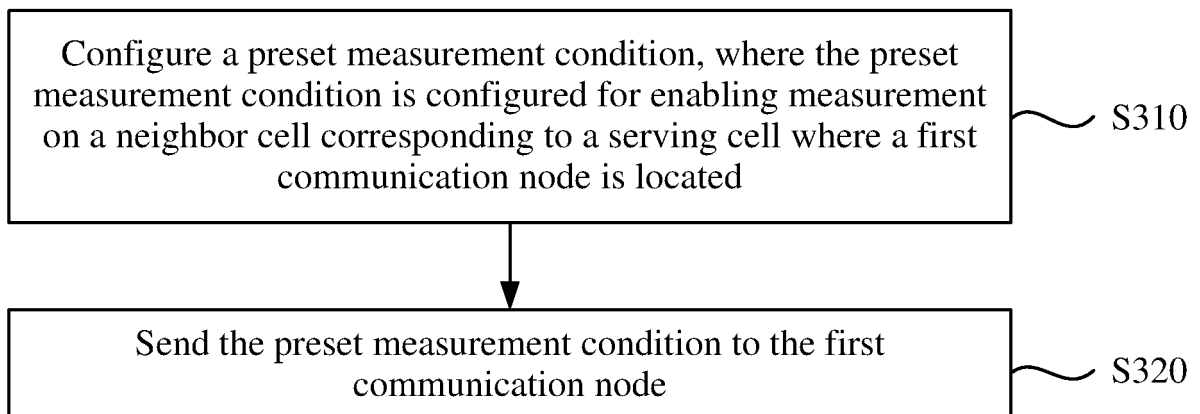 Configure a preset measurement condition, where the preset
measurement condition is configured for enabling measurement
on a neighbor cell corresponding to a serving cell where a first
communication node is located
S310
Send the preset measurement condition to the first
communication node
S320